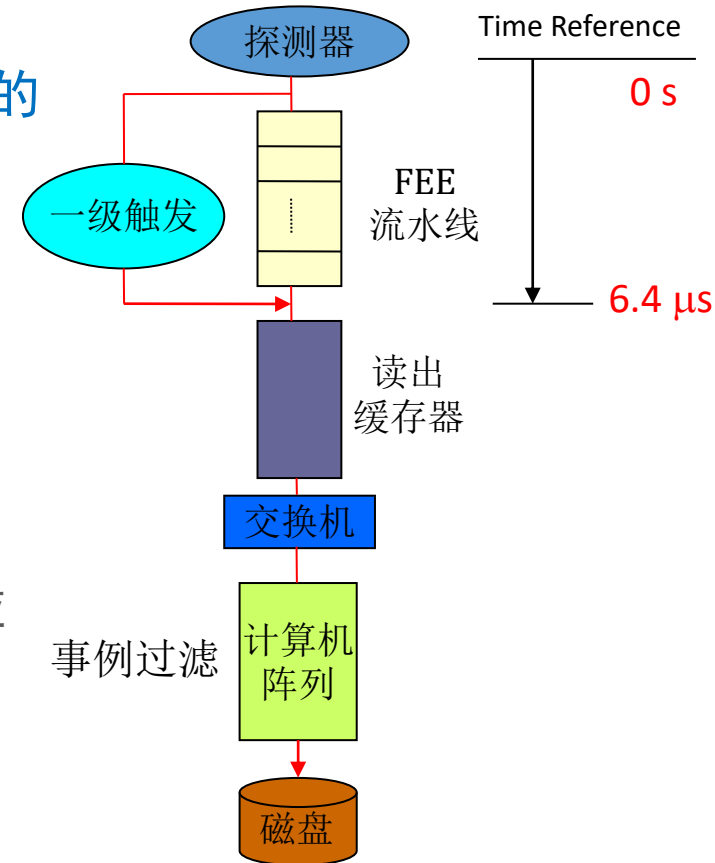 探测器
Time Reference
的
0 s
一级触发
FEE
流水线
6.4 μs
读出
缓存器
交换机
事例过滤
计算机
阵列
磁盘